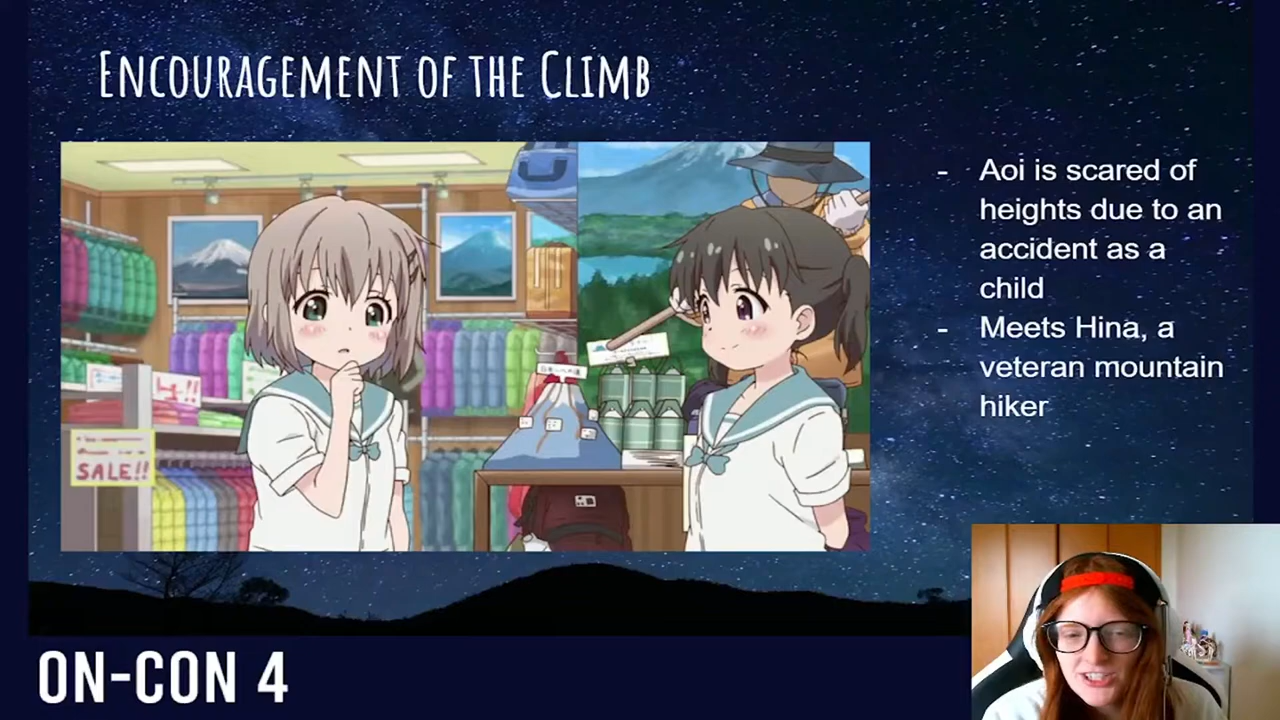 ENCOURAGEMENT OF THE CLIMB
- Aoi is scared of
heights due to an
accident as a
child
- Meets Hina, a
veteran mountain
hiker
SALE!!
ON-CON 4